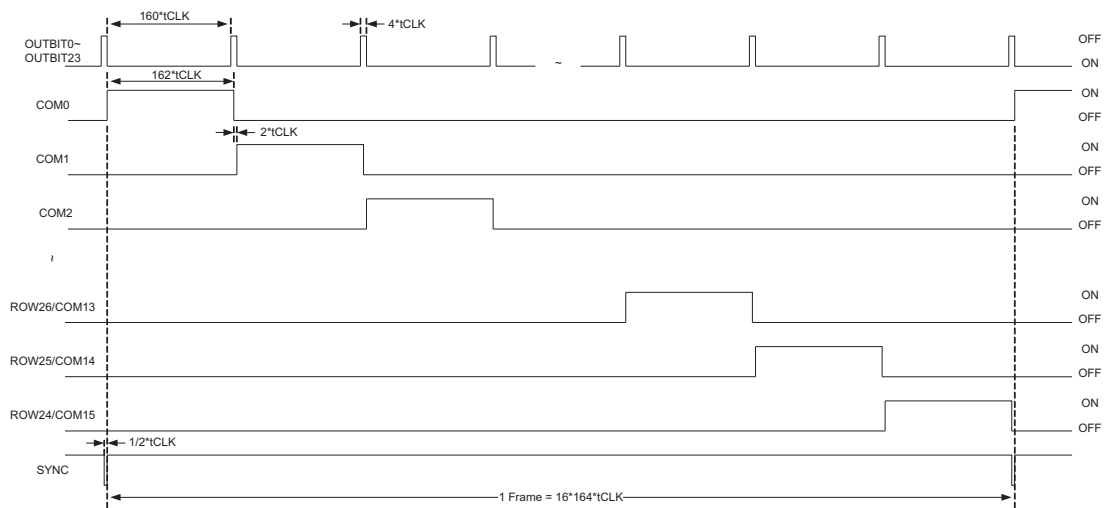 160*tCLK
4*tCLK
OUTBIT0~
OUTBIT23
OFF
ON
~
162*tCLK
COM0
ON
OFF
2*tCLK
COM1
ON
OFF
COM2
ON
OFF
~
ROW26/COM13
ON
OFF
ROW25/COM14
ON
OFF
ROW24/COM15
ON
OFF
1/2*tCLK
SYNC
1 Frame = 16*164*tCLK